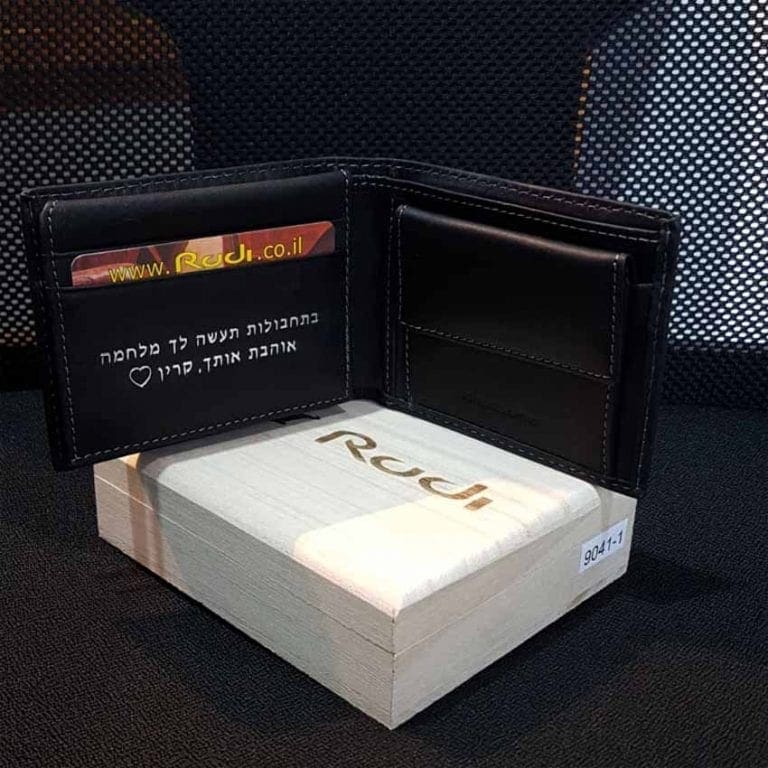 www.Rudi.co.il
בתחבולות תעשה לך מלחמה
אוהבת אותך, קרין ♡
Rudi
9041-1